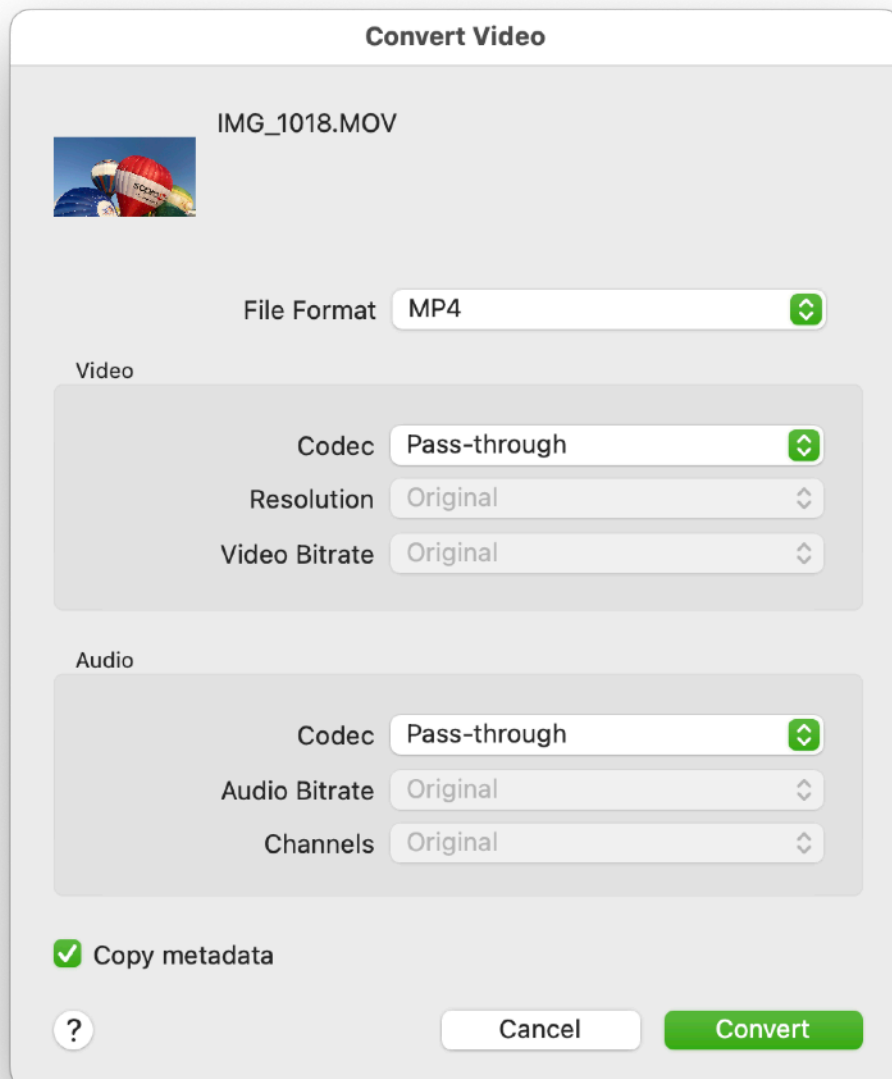 Convert Video
IMG_1018.MOV
File Format MP4
Video
Codec Pass-through
Resolution Original
Video Bitrate Original
Audio
Codec Pass-through
Audio Bitrate Original
Channels Original
Copy metadata
? Cancel Convert